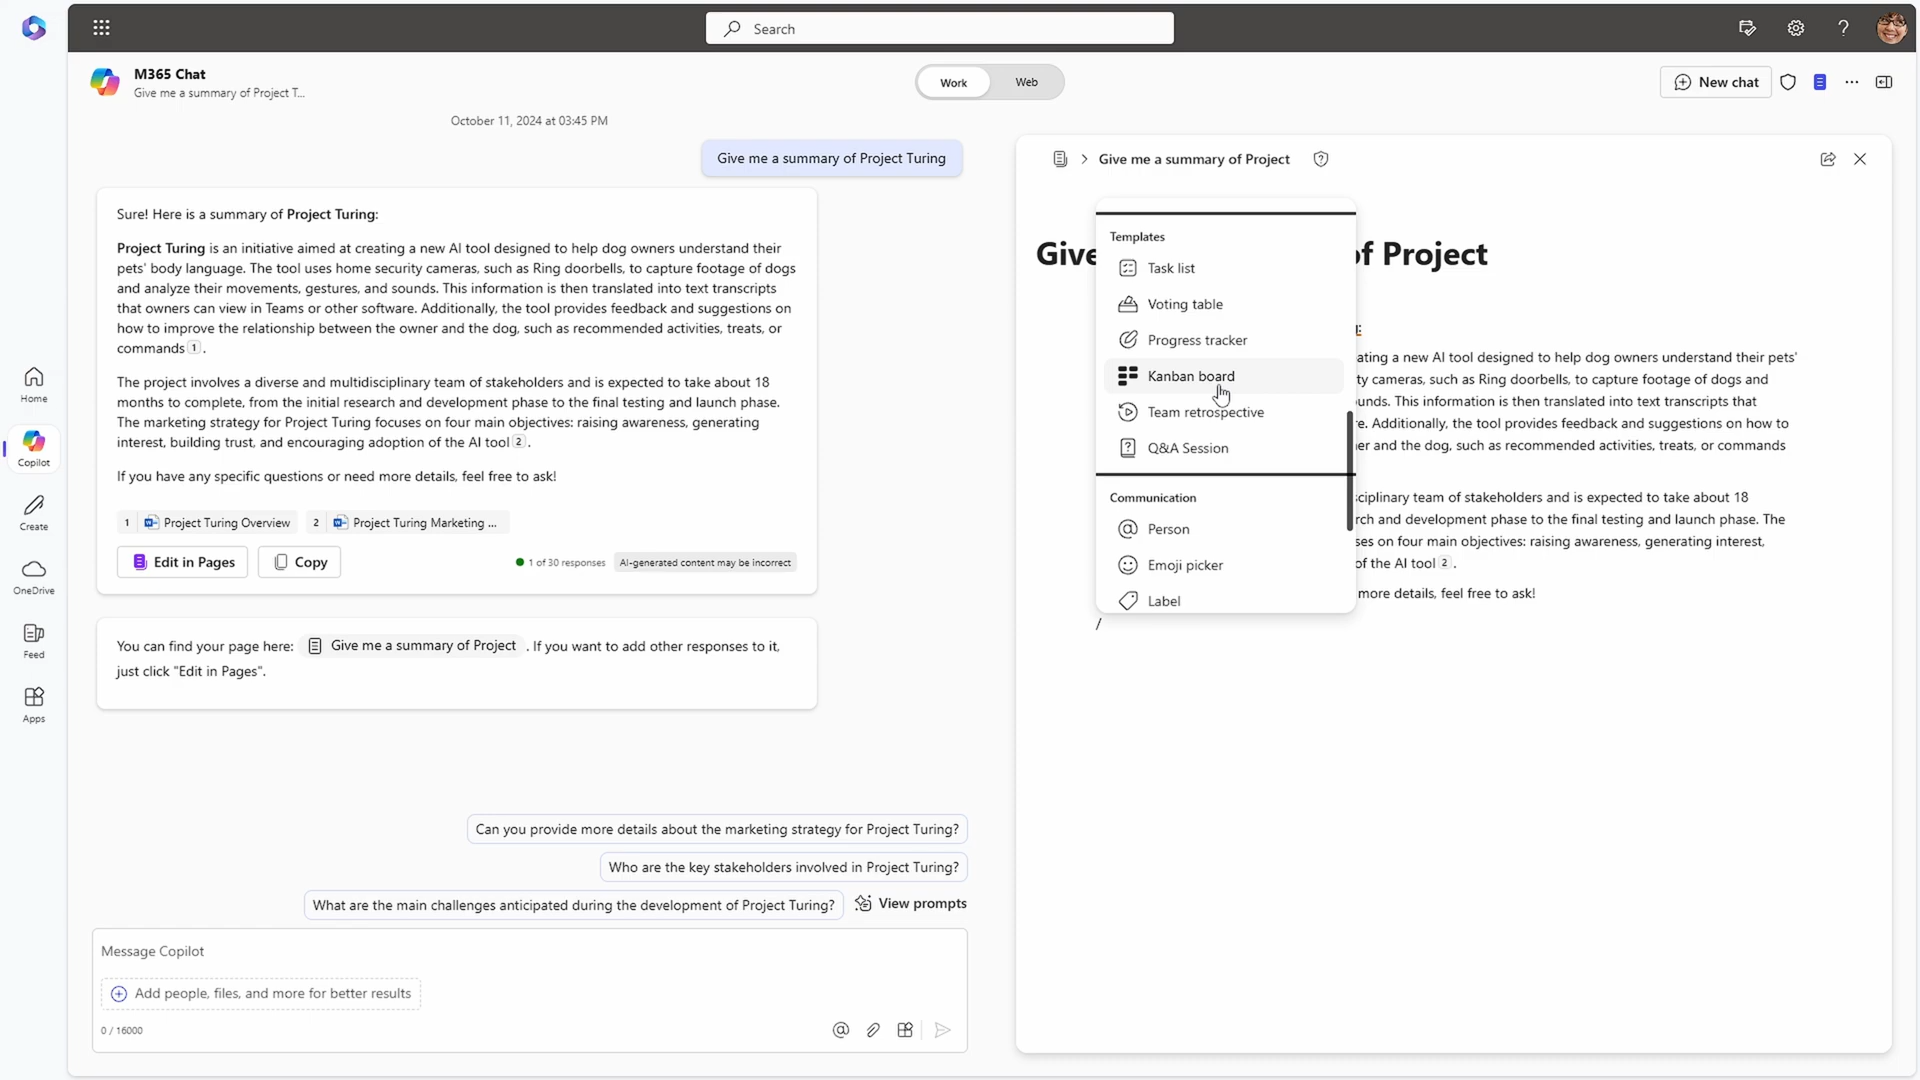 Search
M365 Chat
Give me a summary of Project T...
Work
Web
New chat
October 11, 2024 at 03:45 PM
Give me a summary of Project Turing
Sure! Here is a summary of Project Turing:
Project Turing is an initiative aimed at creating a new AI tool designed to help dog owners understand their
pets' body language. The tool uses home security cameras, such as Ring doorbells, to capture footage of dogs
and analyze their movements, gestures, and sounds. This information is then translated into text transcripts
that owners can view in Teams or other software. Additionally, the tool provides feedback and suggestions on
how to improve the relationship between the owner and the dog, such as recommended activities, treats, or
commands 1 .
The project involves a diverse and multidisciplinary team of stakeholders and is expected to take about 18
months to complete, from the initial research and development phase to the final testing and launch phase.
The marketing strategy for Project Turing focuses on four main objectives: raising awareness, generating
interest, building trust, and encouraging adoption of the AI tool 2 .
If you have any specific questions or need more details, feel free to ask!
1 Project Turing Overview
2 Project Turing Marketing ...
Edit in Pages
Copy
1 of 30 responses
AI-generated content may be incorrect
You can find your page here: Give me a summary of Project . If you want to add other responses to it,
just click "Edit in Pages".
Can you provide more details about the marketing strategy for Project Turing?
Who are the key stakeholders involved in Project Turing?
What are the main challenges anticipated during the development of Project Turing?
View prompts
Message Copilot
Add people, files, and more for better results
0 / 16000
Home
Copilot
Create
OneDrive
Feed
Apps
Give me a summary of Project
Give
of Project
Templates
Task list
Voting table
Progress tracker
Kanban board
Team retrospective
Q&A Session
Communication
Person
Emoji picker
Label
g:
ating a new AI tool designed to help dog owners understand their pets'
ty cameras, such as Ring doorbells, to capture footage of dogs and
unds. This information is then translated into text transcripts that
re. Additionally, the tool provides feedback and suggestions on how to
er and the dog, such as recommended activities, treats, or commands
ciplinary team of stakeholders and is expected to take about 18
rch and development phase to the final testing and launch phase. The
ses on four main objectives: raising awareness, generating interest,
of the AI tool 2 .
more details, feel free to ask!
/